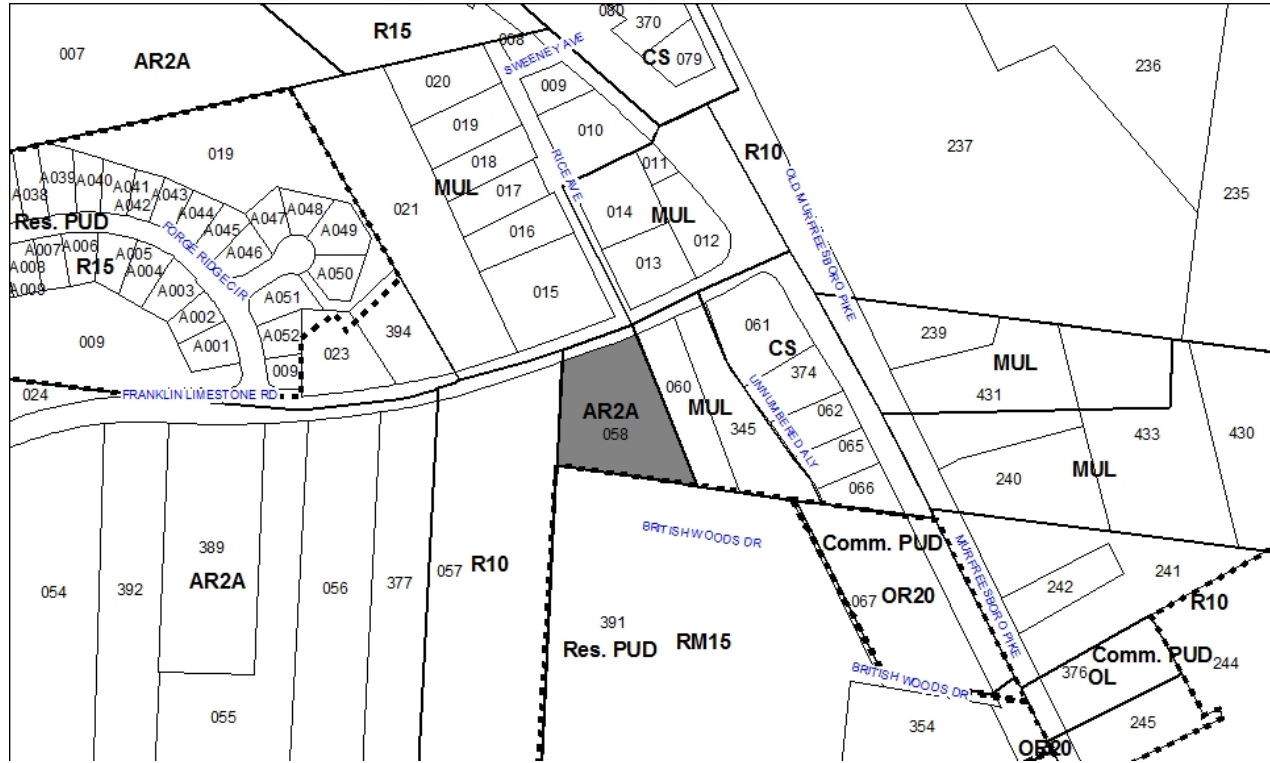 080
370
R15
008
SWEENEY AVE
CS
079
007
AR2A
020
009
236
019
010
237
R10
019
018
RICE AVE
011
A039
A040
A041
A038
A042
A043
MUL
017
014
MUL
235
A044
A047
A048
021
Res. PUD
A045
A049
016
012
OLD MURFREESBORO PIKE
A007
A006
A005
FORGE RIDGE CIR
A046
013
A008
R15
A004
A050
A009
A003
A051
015
A002
061
239
009
A001
A052
394
CS
MUL
023
009
374
060
UNNUMBERED ALY
431
024
FRANKLIN LIMESTONE RD
AR2A
MUL
062
058
345
065
433
430
MUL
240
066
BRITISH WOODS DR
Comm. PUD
389
MURFREESBORO PIKE
R10
241
AR2A
057
242
054
392
056
377
067
OR20
R10
391
Res. PUD
RM15
Comm. PUD
244
BRITISH WOODS DR
376
OL
055
354
245
OR20